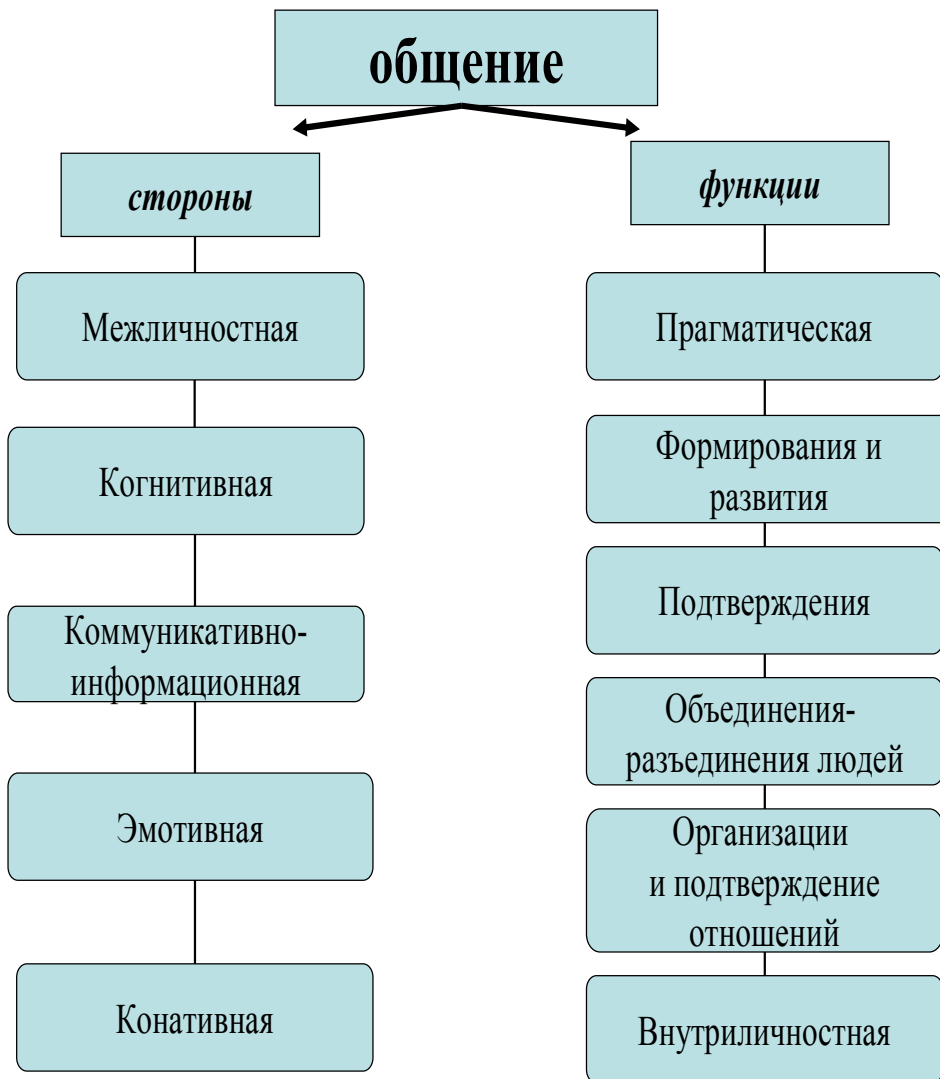 общение
стороны
Межличностная
Когнитивная
Коммуникативно-
информационная
Эмотивная
Конативная
функции
Прагматическая
Формирования и
развития
Подтверждения
Объединения-
разъединения людей
Организации
и подтверждение
отношений
Внутриличностная